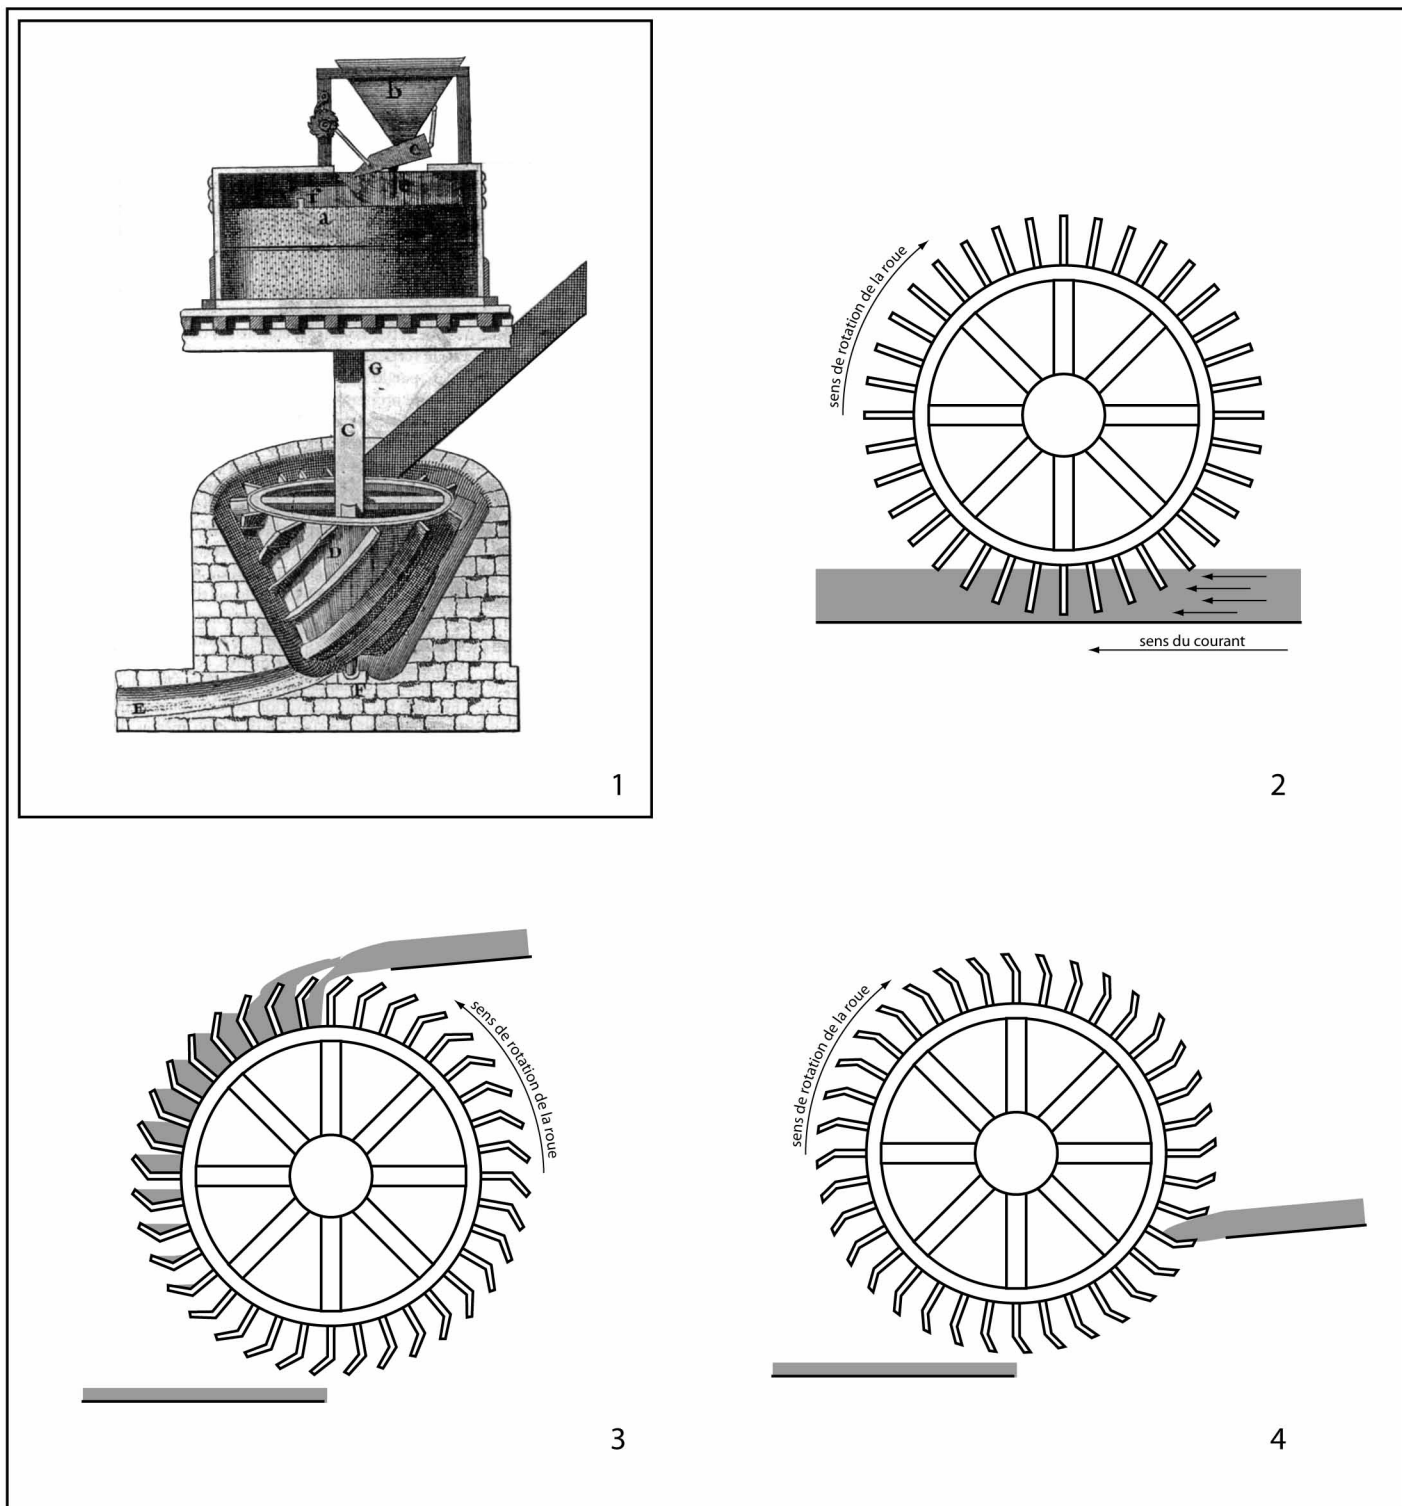 b
c
e
f
a
G
C
D
F
E
1
sens de rotation de la roue
sens du courant
2
sens de rotation de la roue
3
sens de rotation de la roue
4